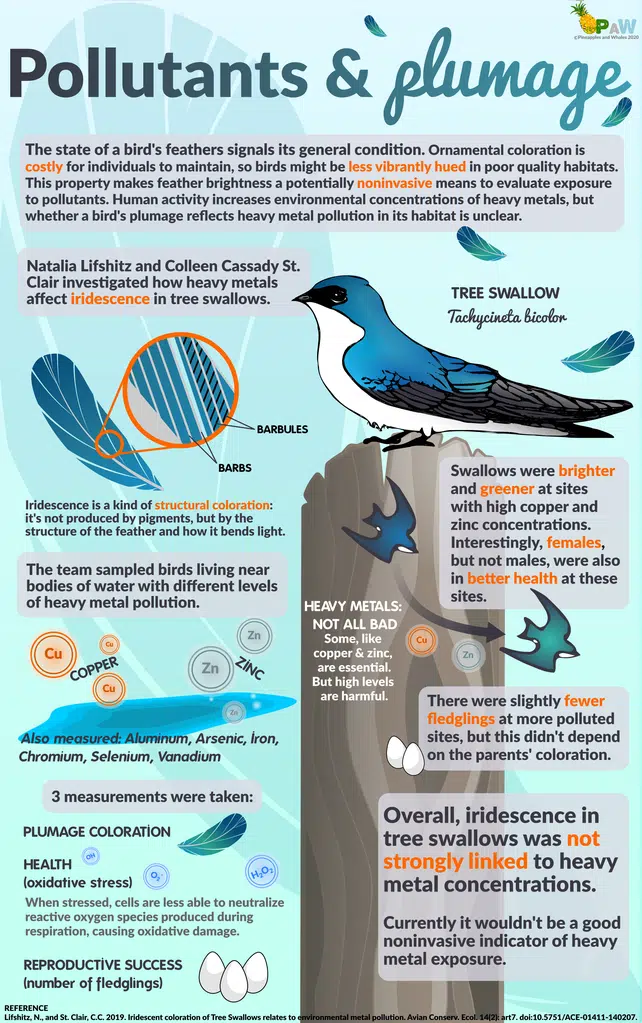 PAW
©Pineapples and Whales 2020
Pollutants & plumage
The state of a bird's feathers signals its general condition. Ornamental coloration is
costly for individuals to maintain, so birds might be less vibrantly hued in poor quality habitats.
This property makes feather brightness a potentially noninvasive means to evaluate exposure
to pollutants. Human activity increases environmental concentrations of heavy metals, but
whether a bird's plumage reflects heavy metal pollution in its habitat is unclear.
Natalia Lifshitz and Colleen Cassady St.
Clair investigated how heavy metals
affect iridescence in tree swallows.
TREE SWALLOW
Tachycineta bicolor
BARBULES
BARBS
Iridescence is a kind of structural coloration:
it's not produced by pigments, but by the
structure of the feather and how it bends light.
Swallows were brighter
and greener at sites
with high copper and
zinc concentrations.
Interestingly, females,
but not males, were also
in better health at these
sites.
The team sampled birds living near
bodies of water with different levels
of heavy metal pollution.
HEAVY METALS:
NOT ALL BAD
Some, like
copper & zinc,
are essential.
But high levels
are harmful.
Cu
Zn
Cu
Cu
Cu
COPPER
Zn
Zn
Zn
ZINC
Also measured: Aluminum, Arsenic, Iron,
Chromium, Selenium, Vanadium
There were slightly fewer
fledglings at more polluted
sites, but this didn't depend
on the parents' coloration.
3 measurements were taken:
PLUMAGE COLORATION
HEALTH
(oxidative stress)
OH
O₂⁻
H₂O₂
When stressed, cells are less able to neutralize
reactive oxygen species produced during
respiration, causing oxidative damage.
REPRODUCTIVE SUCCESS
(number of fledglings)
Overall, iridescence in
tree swallows was not
strongly linked to heavy
metal concentrations.
Currently it wouldn't be a good
noninvasive indicator of heavy
metal exposure.
REFERENCE
Lifshitz, N., and St. Clair, C.C. 2019. Iridescent coloration of Tree Swallows relates to environmental metal pollution. Avian Conserv. Ecol. 14(2): art7. doi:10.5751/ACE-01411-140207.